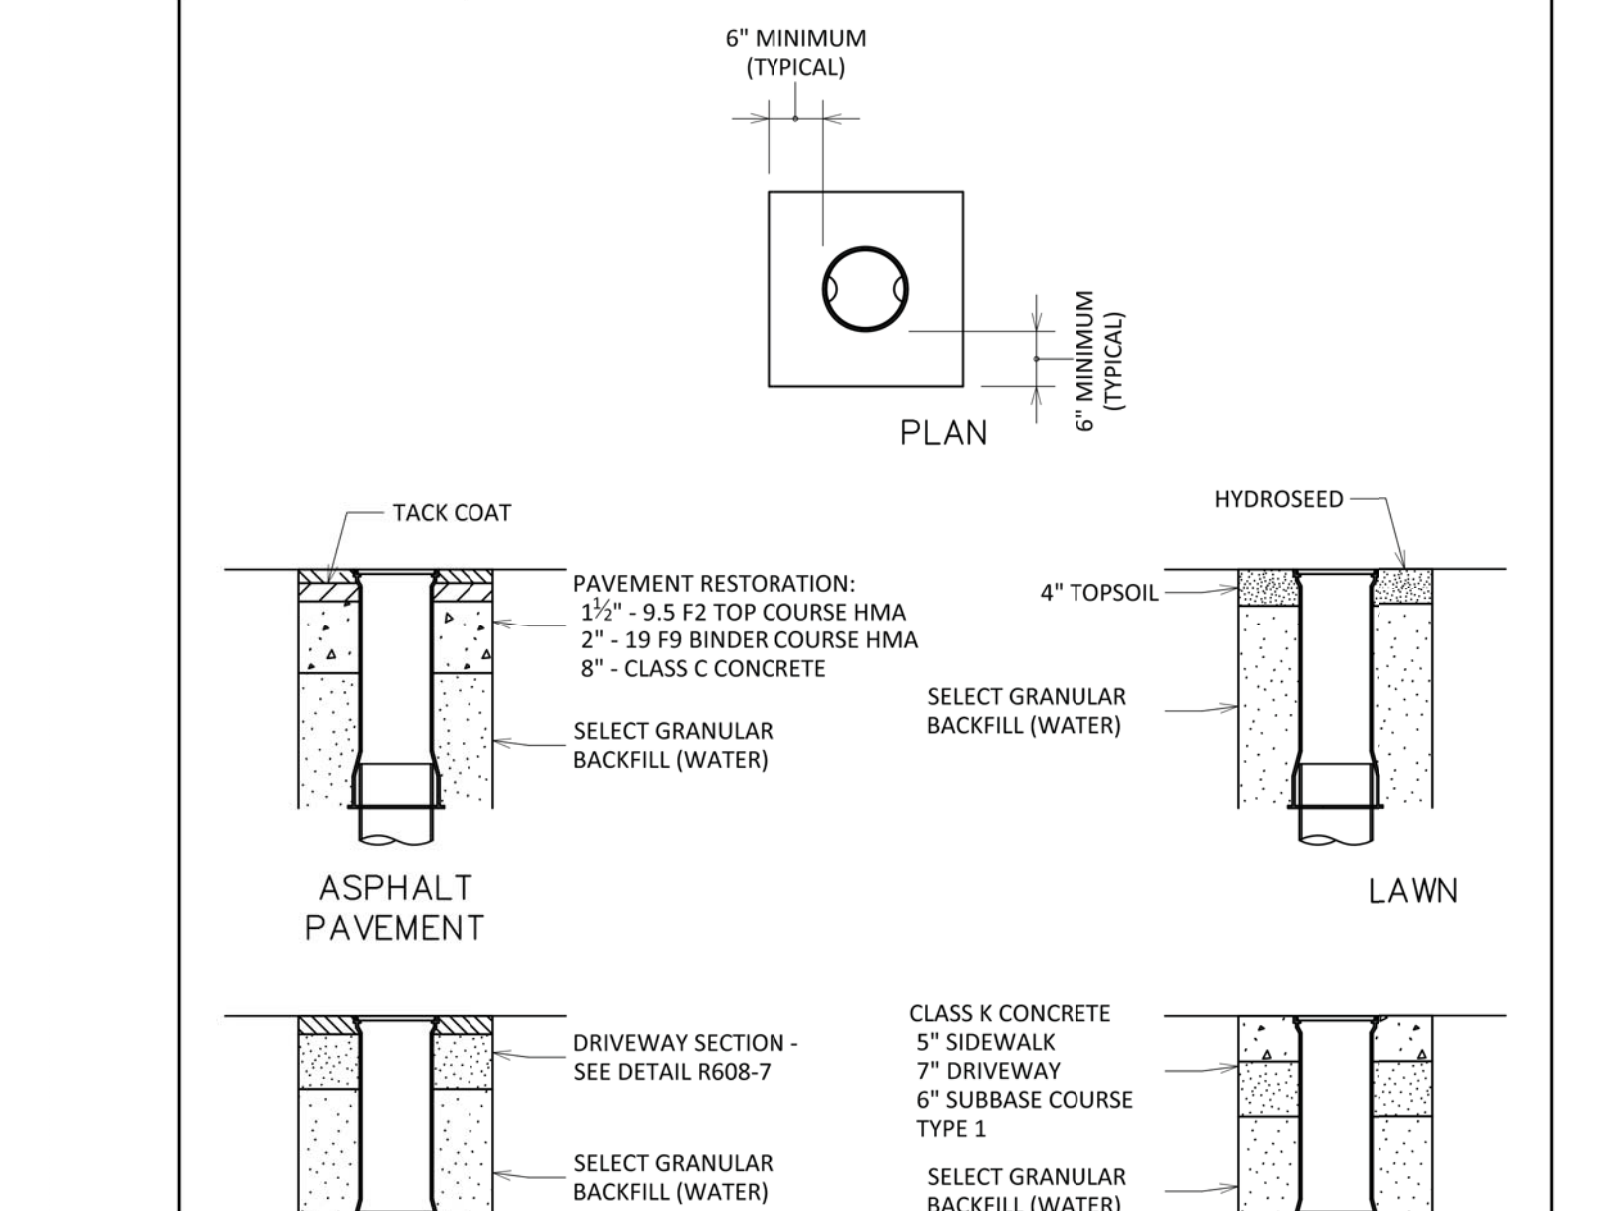 6" MINIMUM
(TYPICAL)
6" MINIMUM
(TYPICAL)
PLAN
TACK COAT
PAVEMENT RESTORATION:
1½" - 9.5 F2 TOP COURSE HMA
2" - 19 F9 BINDER COURSE HMA
8" - CLASS C CONCRETE
SELECT GRANULAR
BACKFILL (WATER)
ASPHALT
PAVEMENT
HYDROSEED
4" TOPSOIL
SELECT GRANULAR
BACKFILL (WATER)
LAWN
DRIVEWAY SECTION -
SEE DETAIL R608-7
SELECT GRANULAR
BACKFILL (WATER)
CLASS K CONCRETE
5" SIDEWALK
7" DRIVEWAY
6" SUBBASE COURSE
TYPE 1
SELECT GRANULAR
BACKFILL (WATER)